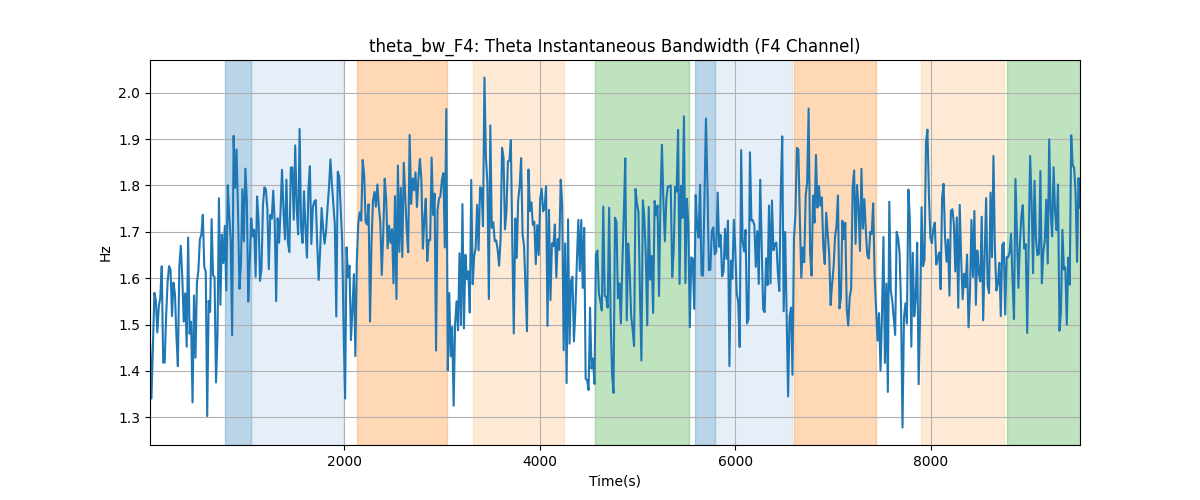 theta_bw_F4: Theta Instantaneous Bandwidth (F4 Channel)
2.0
1.9
1.8
1.7
1.6
1.5
1.4
1.3
Hz
2000 4000 6000 8000
Time(s)